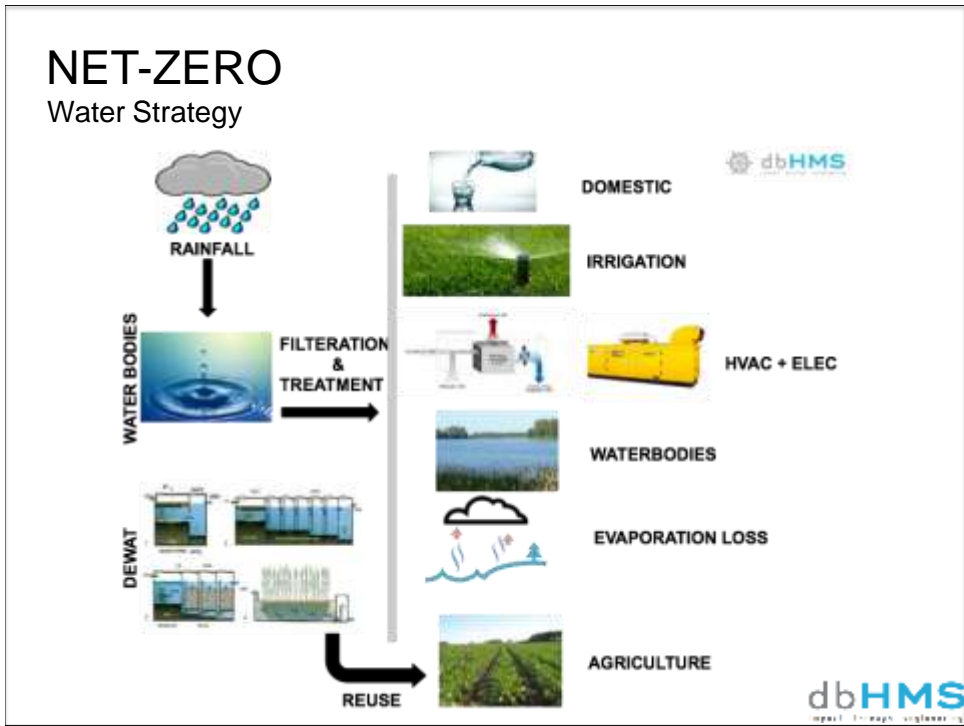 NET-ZERO
Water Strategy
dbHMS
RAINFALL
WATER BODIES
FILTERATION
&
TREATMENT
DEWAT
REUSE
DOMESTIC
IRRIGATION
HVAC + ELEC
WATERBODIES
EVAPORATION LOSS
AGRICULTURE
dbHMS